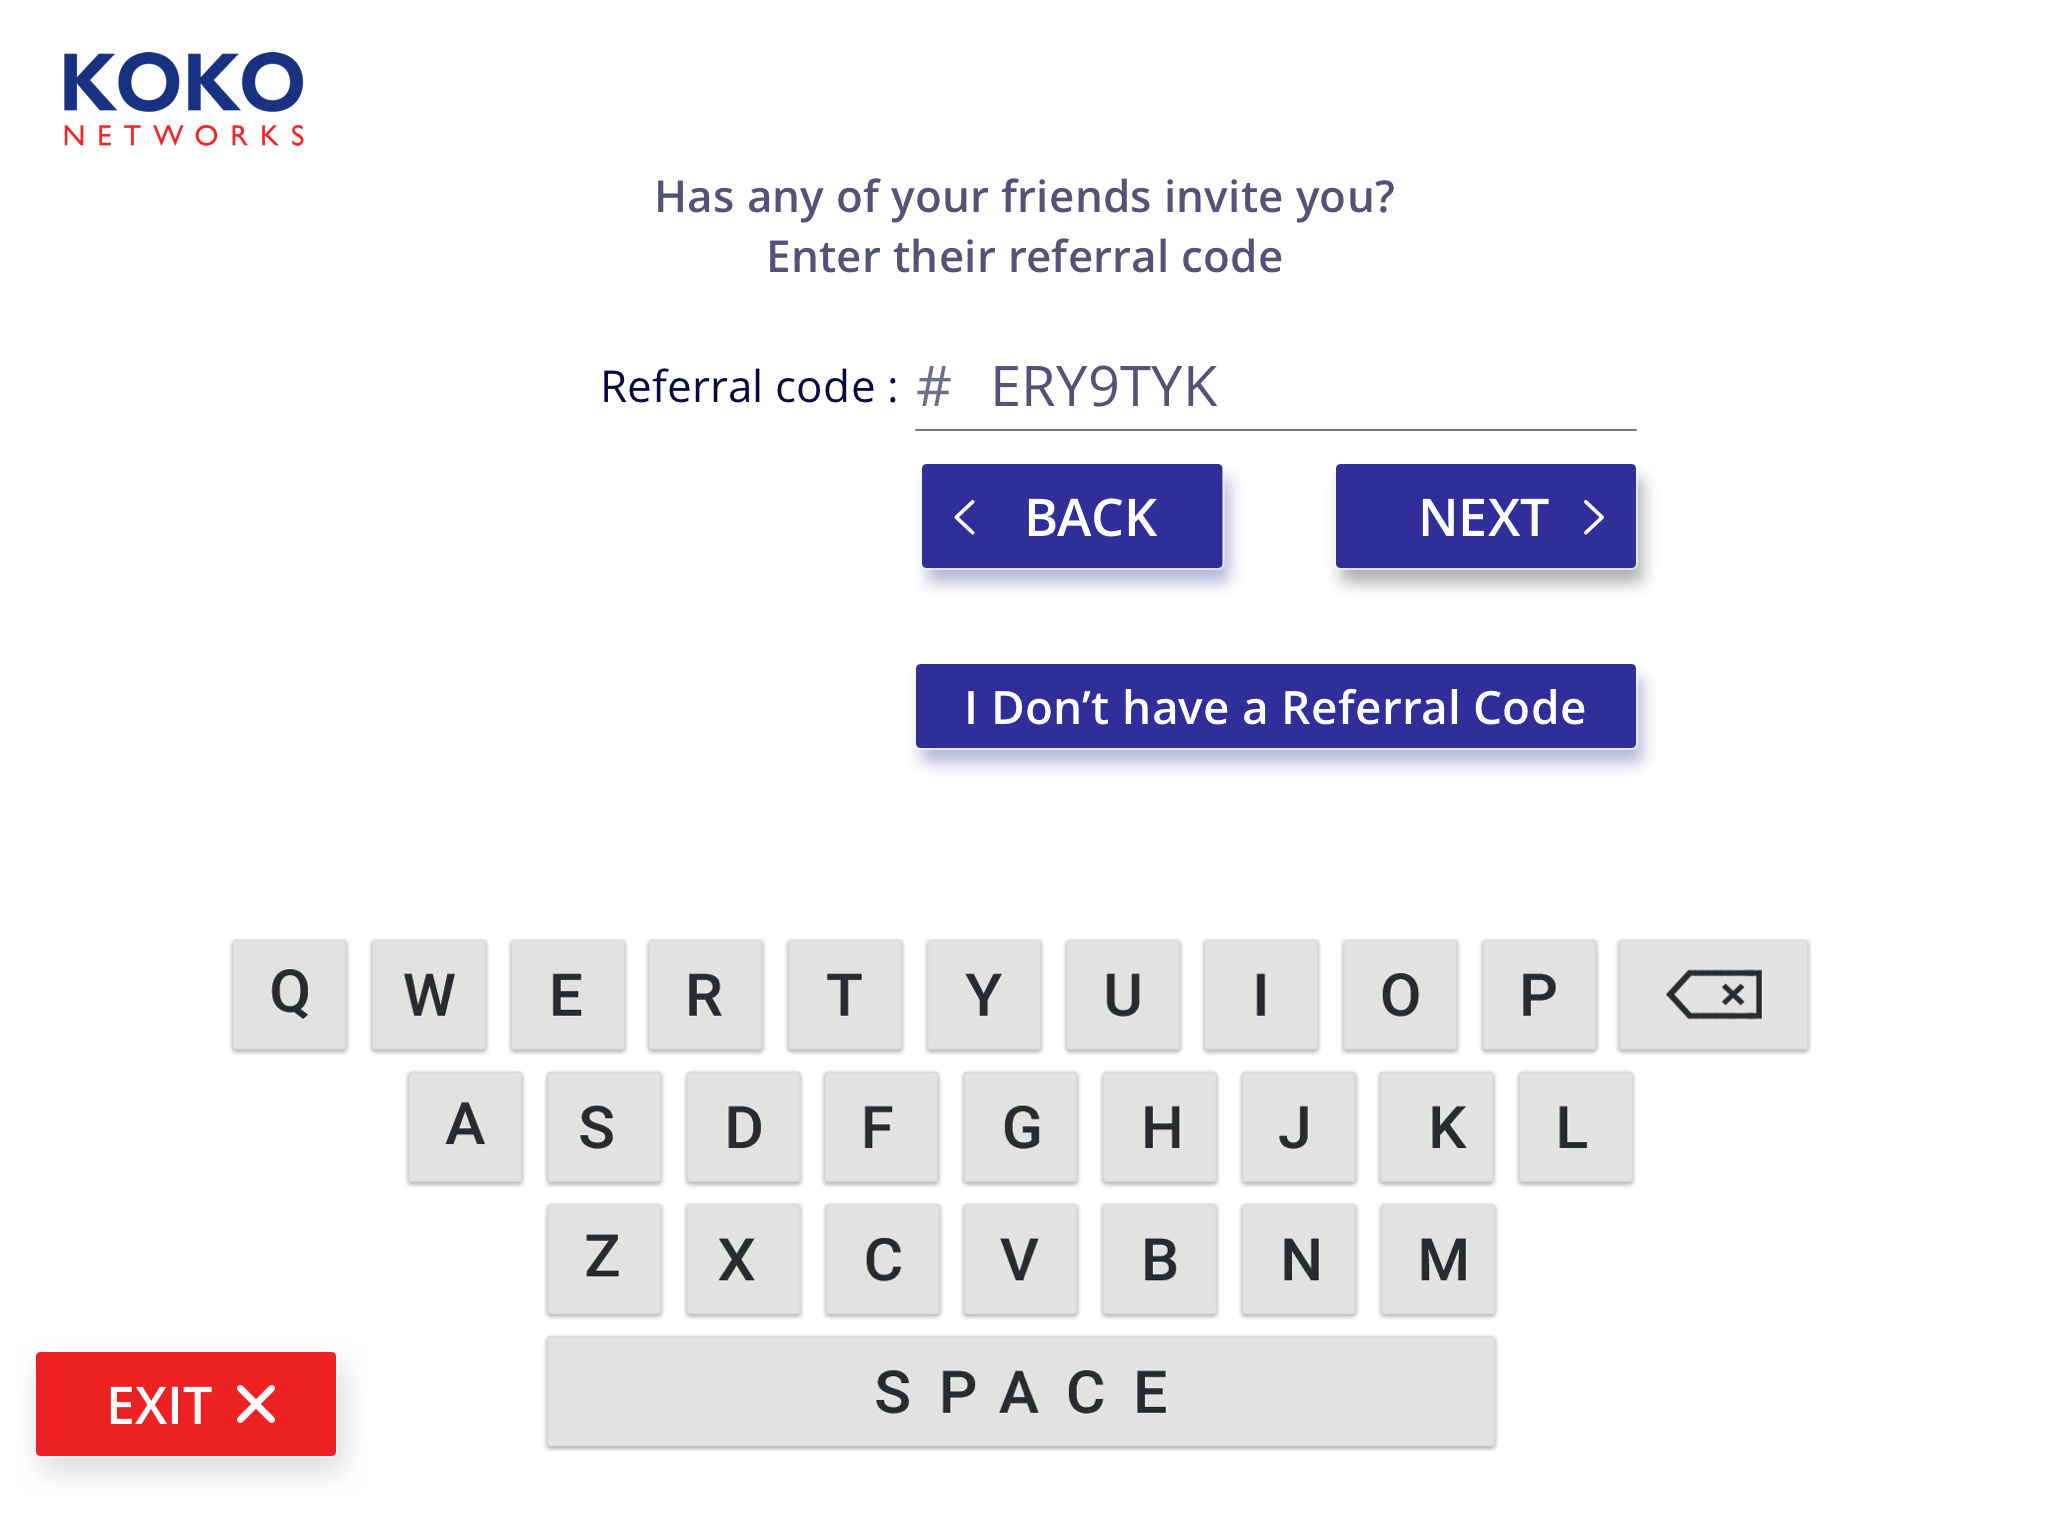 KOKO
NETWORKS
Has any of your friends invite you?
Enter their referral code
Referral code : # ERY9TYK
BACK NEXT
I Don’t have a Referral Code
Q W E R T Y U I O P
A S D F G H J K L
Z X C V B N M
SPACE
EXIT